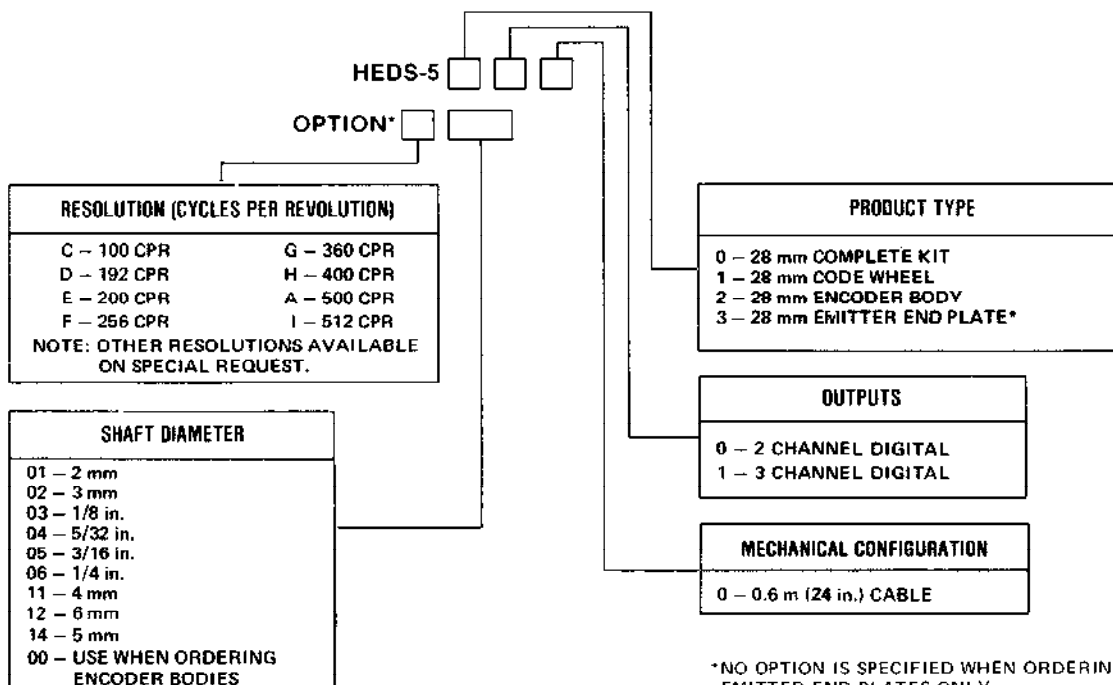 HEDS-5
OPTION*
RESOLUTION (CYCLES PER REVOLUTION)
C – 100 CPR G – 360 CPR
D – 192 CPR H – 400 CPR
E – 200 CPR A – 500 CPR
F – 256 CPR I – 512 CPR
NOTE: OTHER RESOLUTIONS AVAILABLE
ON SPECIAL REQUEST.
SHAFT DIAMETER
01 – 2 mm
02 – 3 mm
03 – 1/8 in.
04 – 5/32 in.
05 – 3/16 in.
06 – 1/4 in.
11 – 4 mm
12 – 6 mm
14 – 5 mm
00 – USE WHEN ORDERING
ENCODER BODIES
PRODUCT TYPE
0 – 28 mm COMPLETE KIT
1 – 28 mm CODE WHEEL
2 – 28 mm ENCODER BODY
3 – 28 mm EMITTER END PLATE*
OUTPUTS
0 – 2 CHANNEL DIGITAL
1 – 3 CHANNEL DIGITAL
MECHANICAL CONFIGURATION
0 – 0.6 m (24 in.) CABLE
*NO OPTION IS SPECIFIED WHEN ORDERIN
EMITTER END PLATES ONLY